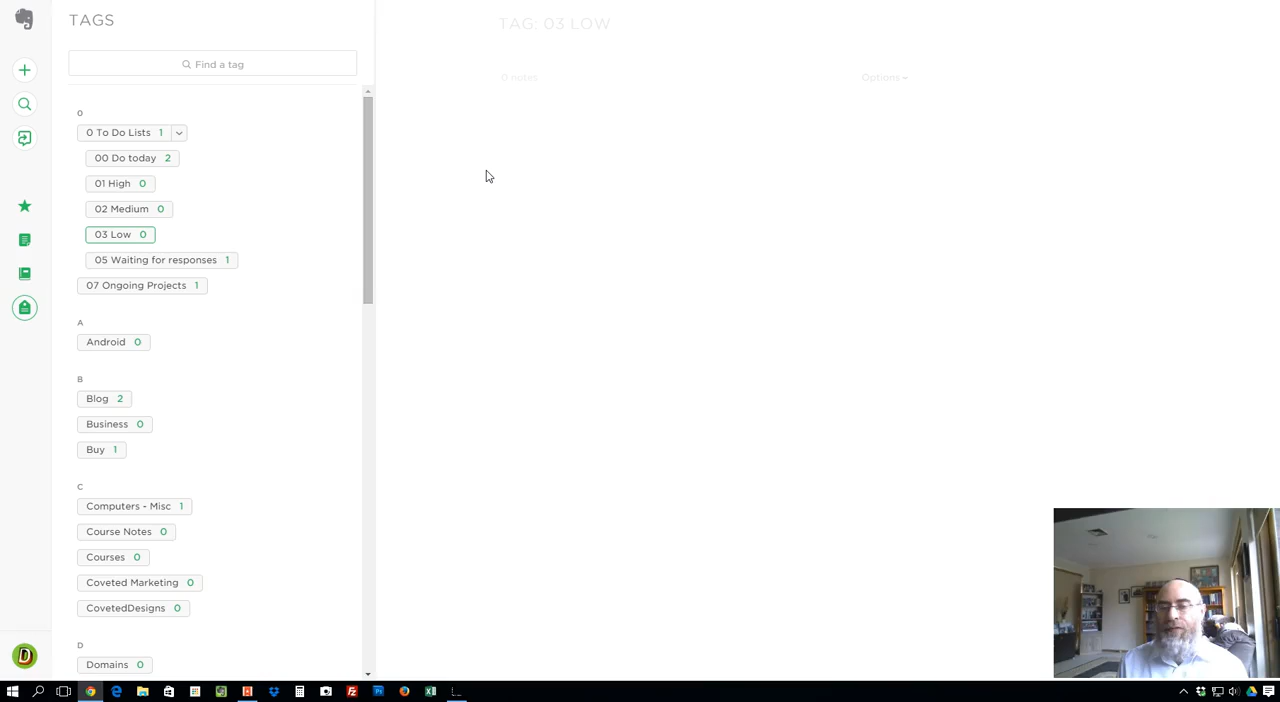 TAGS
TAG: 03 LOW
Find a tag
0 notes
Options
0
0 To Do Lists 1
00 Do today 2
01 High 0
02 Medium 0
03 Low 0
05 Waiting for responses 1
07 Ongoing Projects 1
A
Android 0
B
Blog 2
Business 0
Buy 1
C
Computers - Misc 1
Course Notes 0
Courses 0
Coveted Marketing 0
CovetedDesigns 0
D
Domains 0